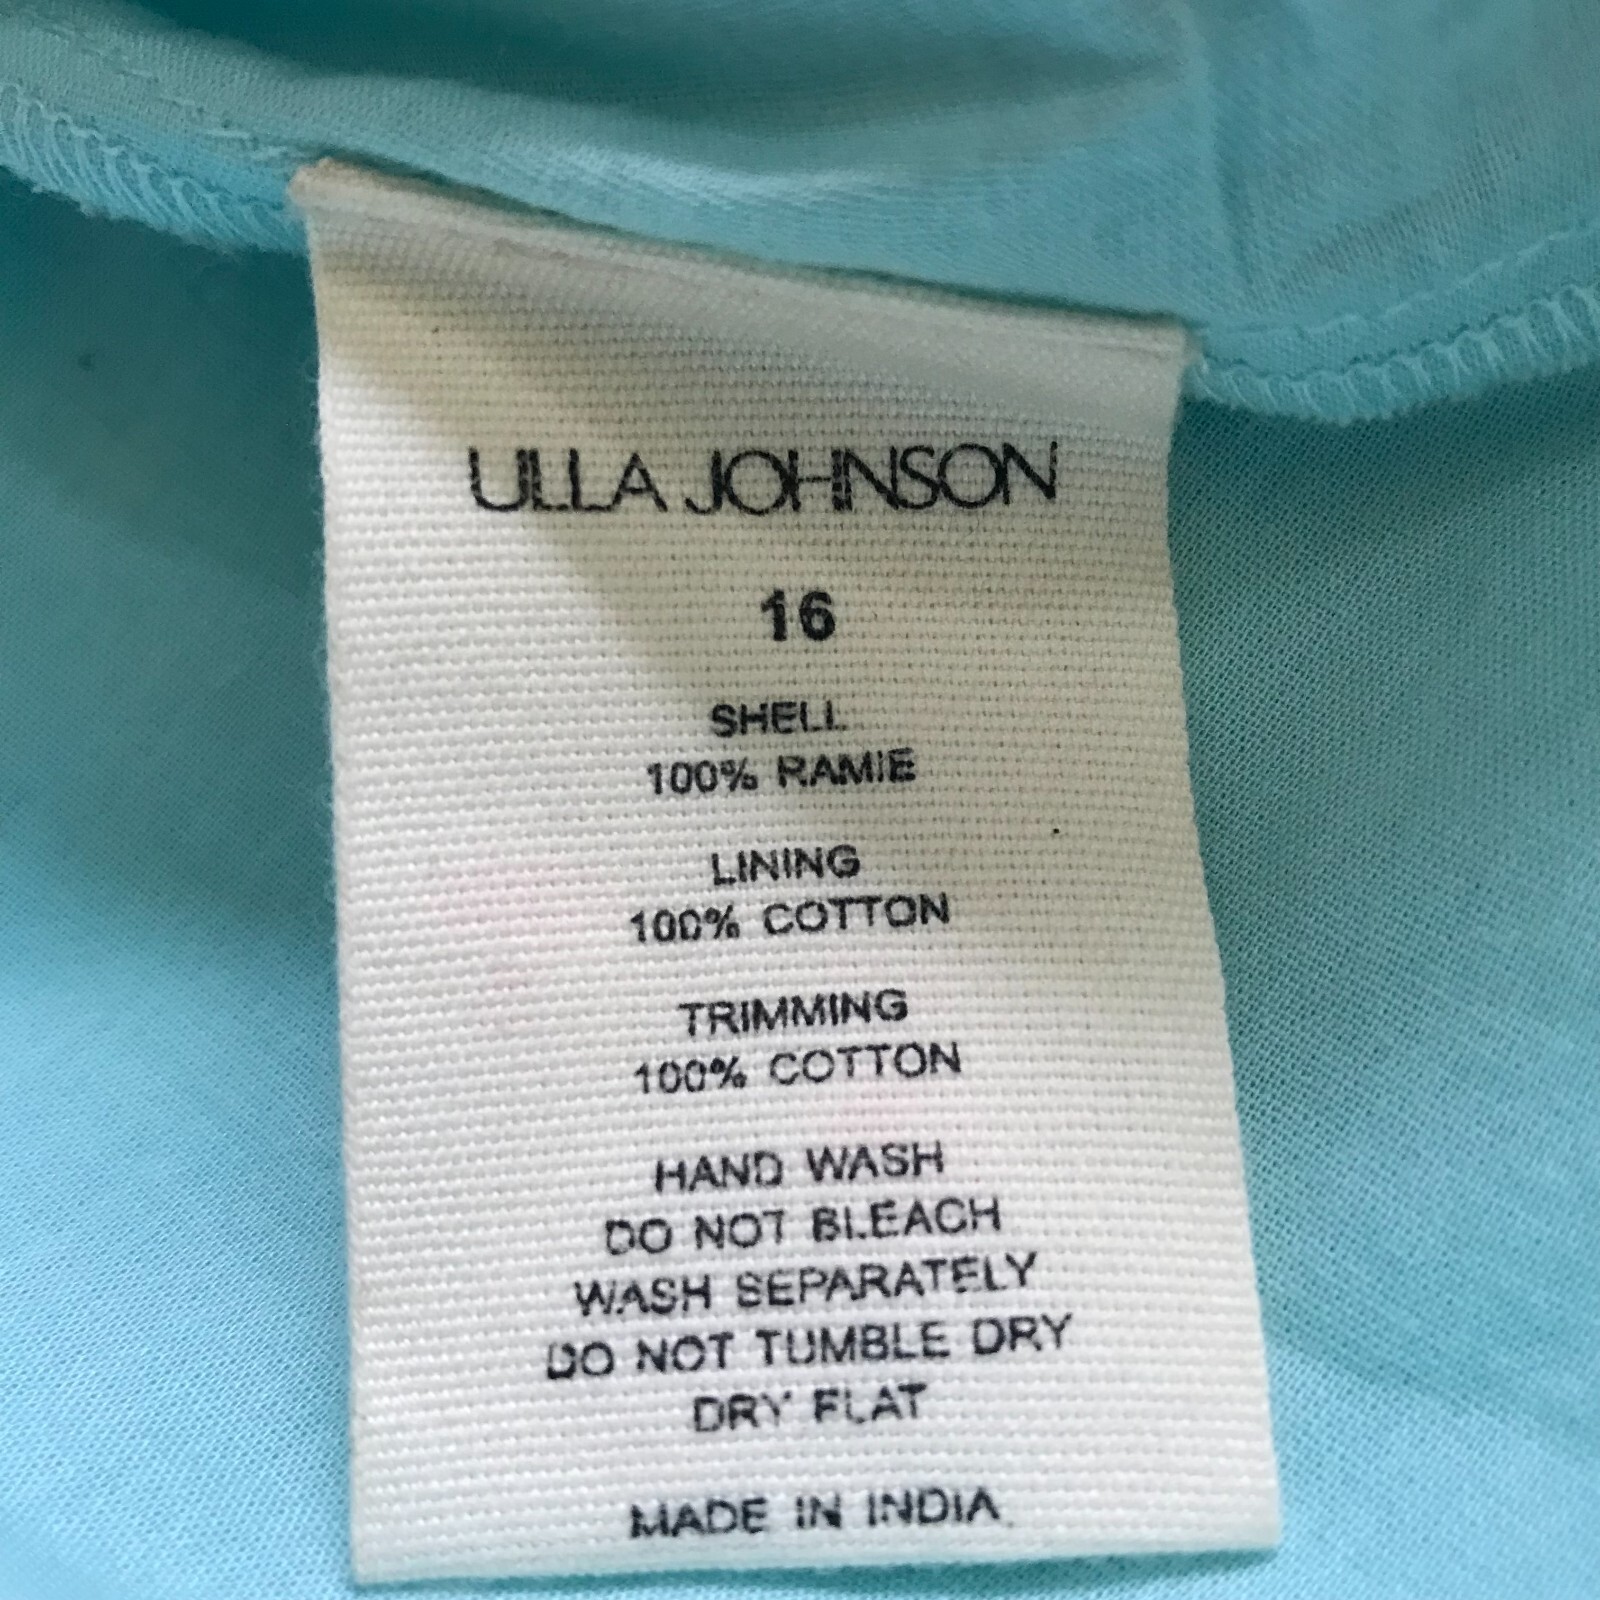 ULLA JOHNSON
16
SHELL
100% RAMIE
LINING
100% COTTON
TRIMMING
100% COTTON
HAND WASH
DO NOT BLEACH
WASH SEPARATELY
DO NOT TUMBLE DRY
DRY FLAT
MADE IN INDIA